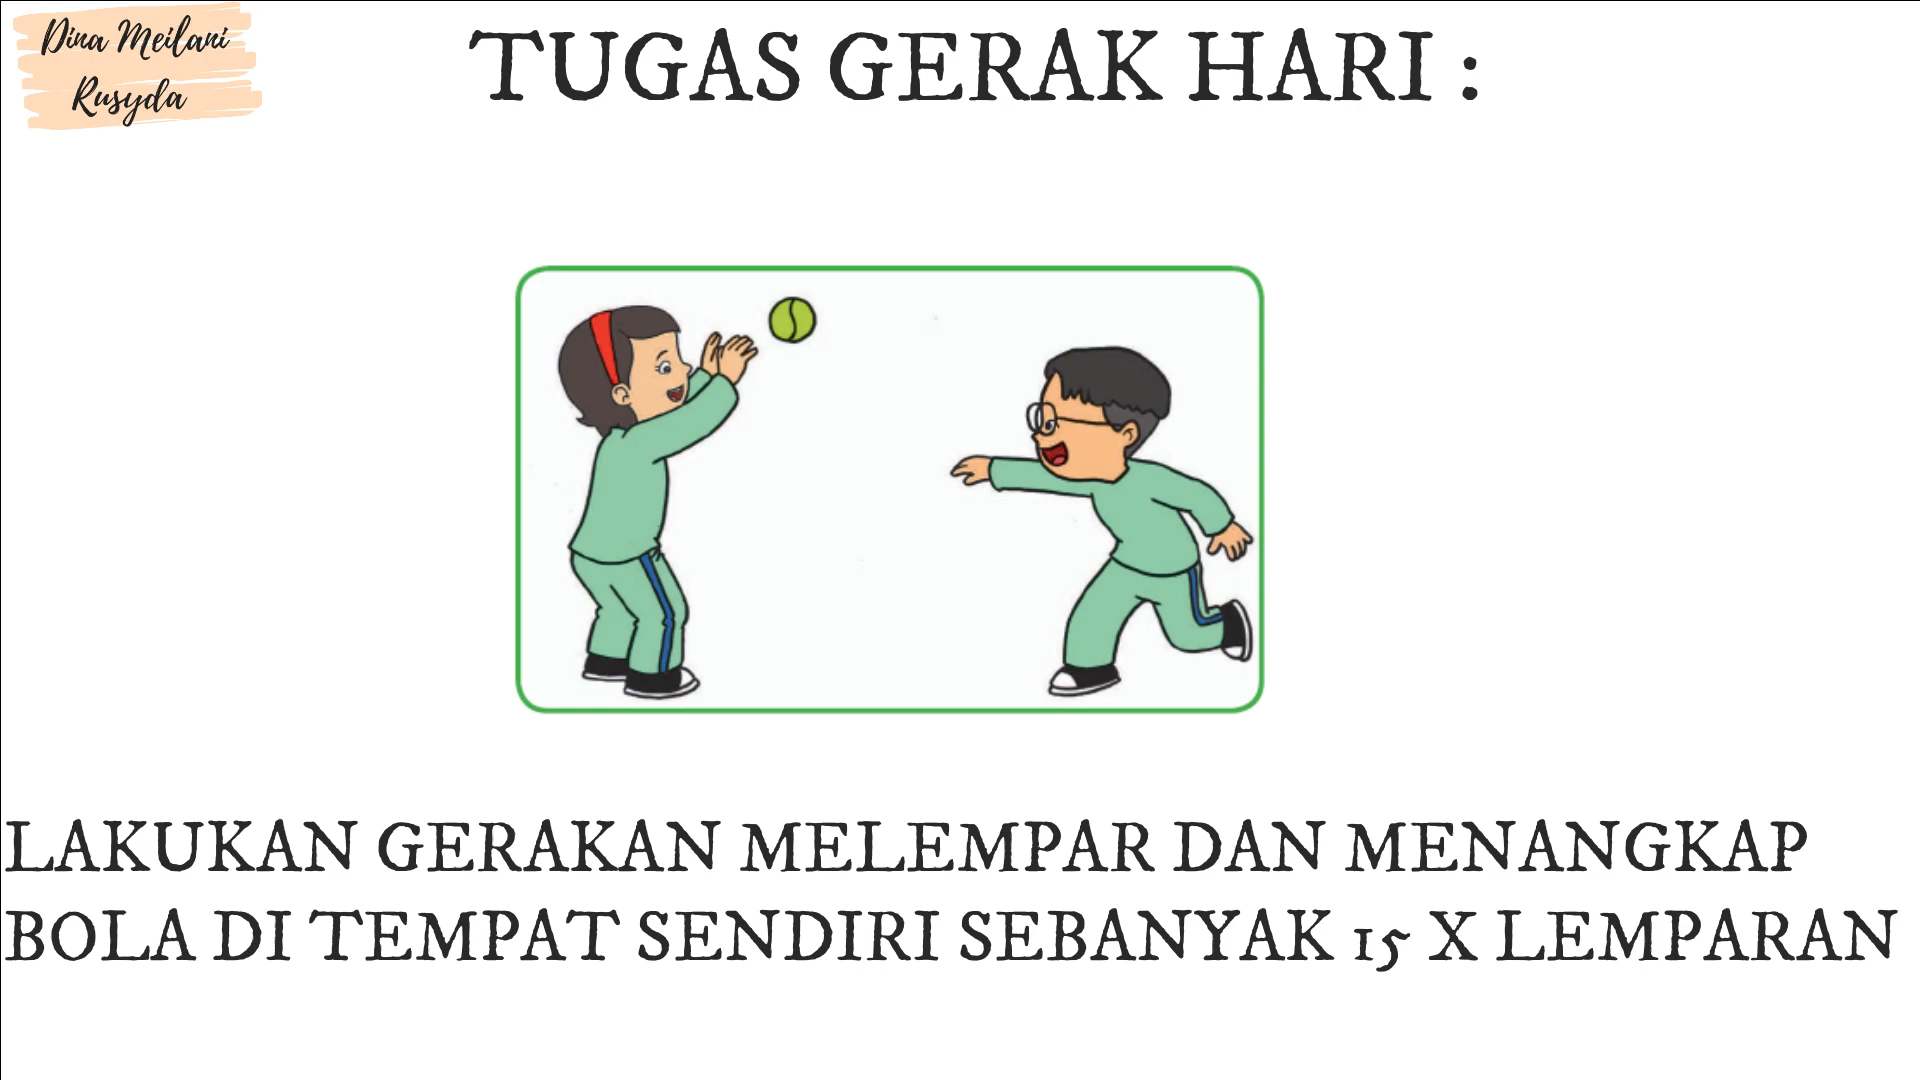 Dina Meilani
Rusyda
TUGAS GERAK HARI :
LAKUKAN GERAKAN MELEMPAR DAN MENANGKAP
BOLA DI TEMPAT SENDIRI SEBANYAK 15 X LEMPARAN